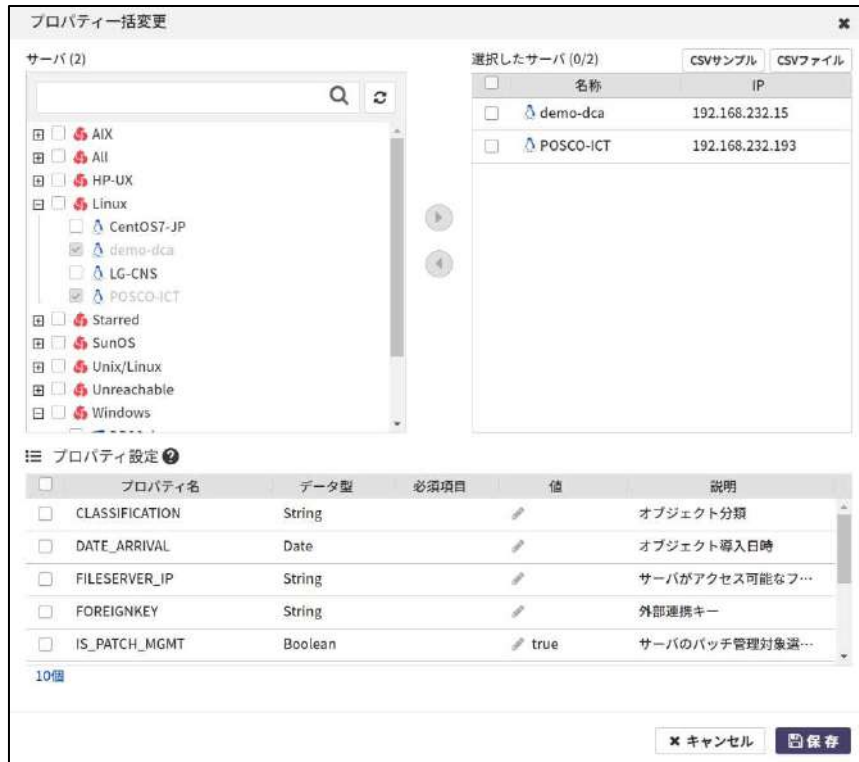 プロパティ一括変更
サーバ (2)
選択したサーバ (0/2) CSVサンプル CSVファイル
名称 IP
demo-dca 192.168.232.15
POSCO-ICT 192.168.232.193
AIX
All
HP-UX
Linux
CentOS7-JP
demo-dca
LG-CNS
POSCO-ICT
Starred
SunOS
Unix/Linux
Unreachable
Windows
プロパティ設定
プロパティ名 データ型 必須項目 値 説明
CLASSIFICATION String オブジェクト分類
DATE_ARRIVAL Date オブジェクト導入日時
FILESERVER_IP String サーバがアクセス可能なフ…
FOREIGNKEY String 外部連携キー
IS_PATCH_MGMT Boolean true サーバのパッチ管理対象選…
10個
キャンセル 保存